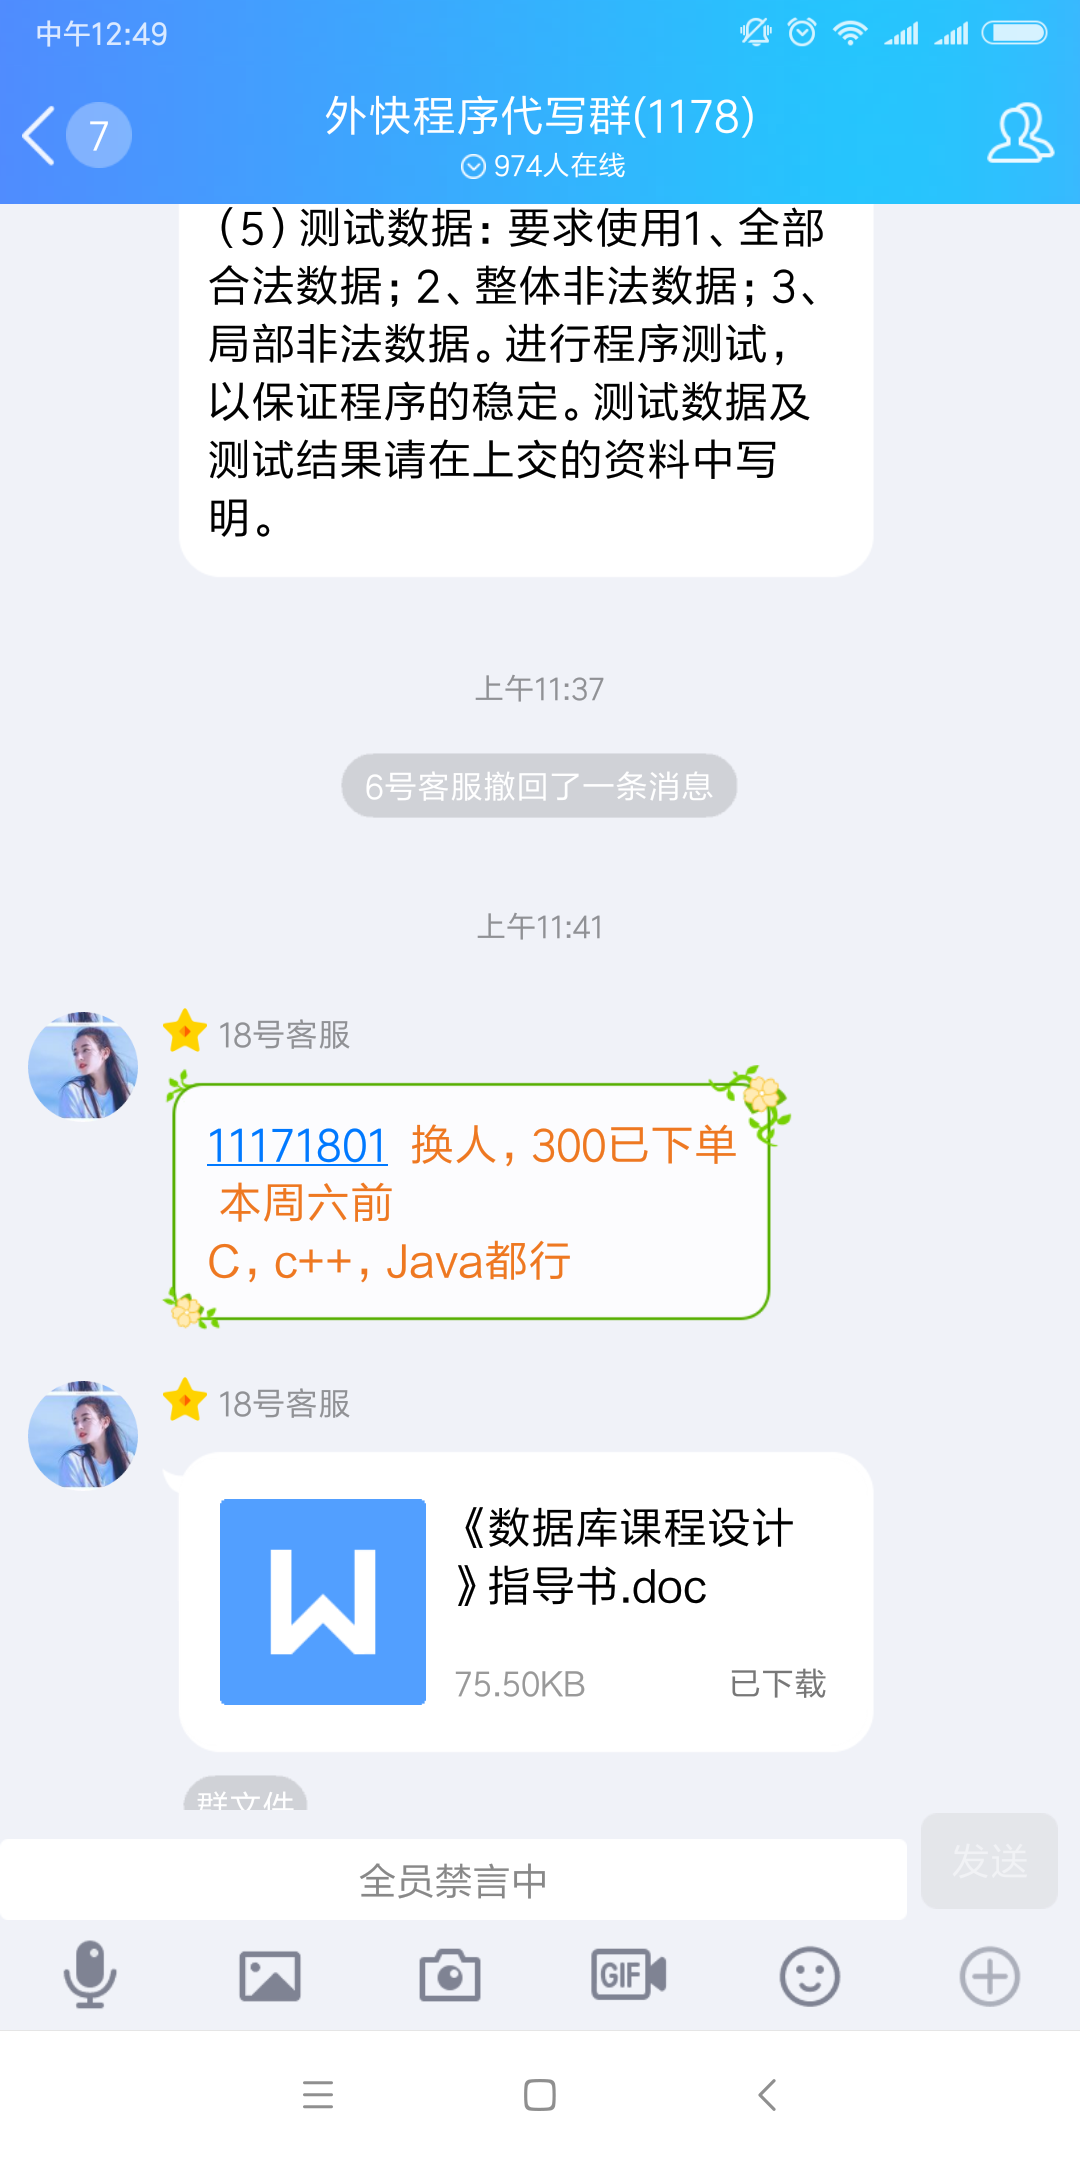 中午12:49
7
外快程序代写群(1178)
974人在线
（5）测试数据：要求使用1、全部
合法数据；2、整体非法数据；3、
局部非法数据。进行程序测试，
以保证程序的稳定。测试数据及
测试结果请在上交的资料中写
明。
上午11:37
6号客服撤回了一条消息
上午11:41
18号客服
11171801 换人，300已下单
本周六前
C，c++，Java都行
18号客服
W
《数据库课程设计
》指导书.doc
75.50KB
已下载
群文件
全员禁言中
发送
GIF